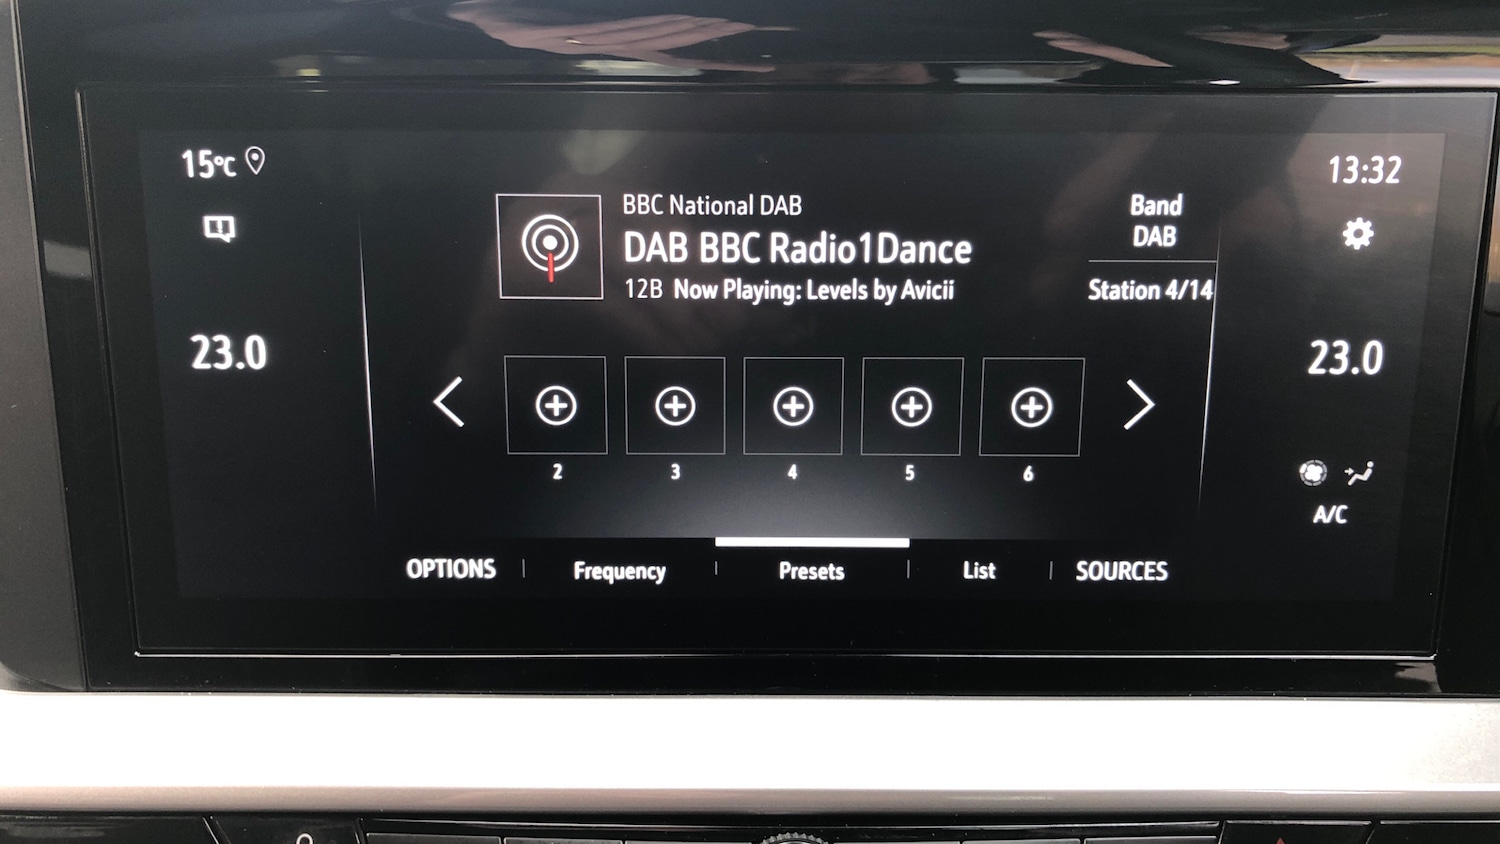 15°C
13:32
BBC National DAB
DAB BBC Radio1Dance
12B Now Playing: Levels by Avicii
Band
DAB
Station 4/14
23.0
23.0
2 3 4 5 6
A/C
OPTIONS Frequency Presets List SOURCES